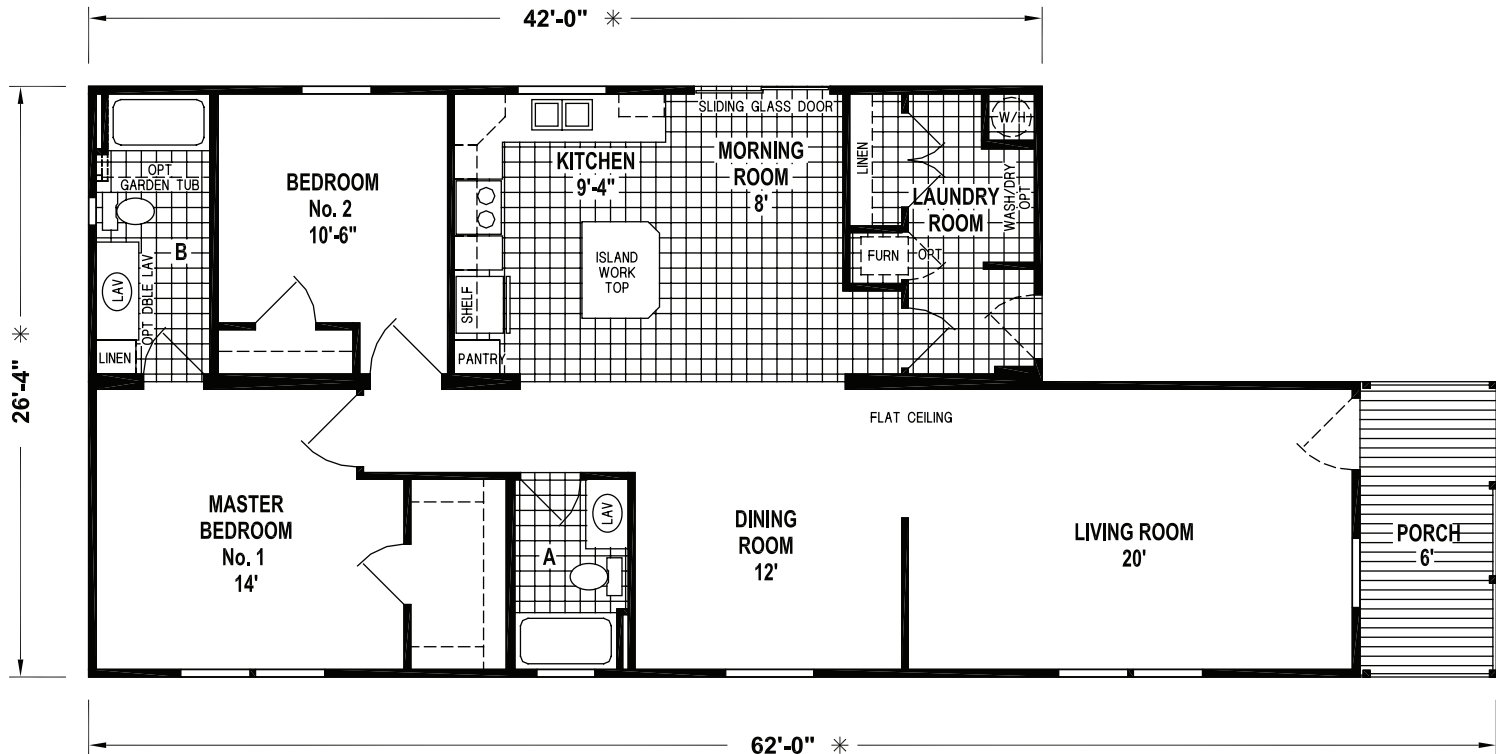 42'-0" ✳
SLIDING GLASS DOOR
W/H
OPT
GARDEN TUB
BEDROOM
No. 2
10'-6"
KITCHEN
9'-4"
MORNING
ROOM
8'
LINEN
LAUNDRY
ROOM
WASH/DRY
OPT
B
LAV
OPT DBLE LAV
LINEN
ISLAND
WORK
TOP
FURN
OPT
SHELF
PANTRY
26'-4" ✳
FLAT CEILING
MASTER
BEDROOM
No. 1
14'
LAV
A
DINING
ROOM
12'
LIVING ROOM
20'
PORCH
6'
62'-0" ✳